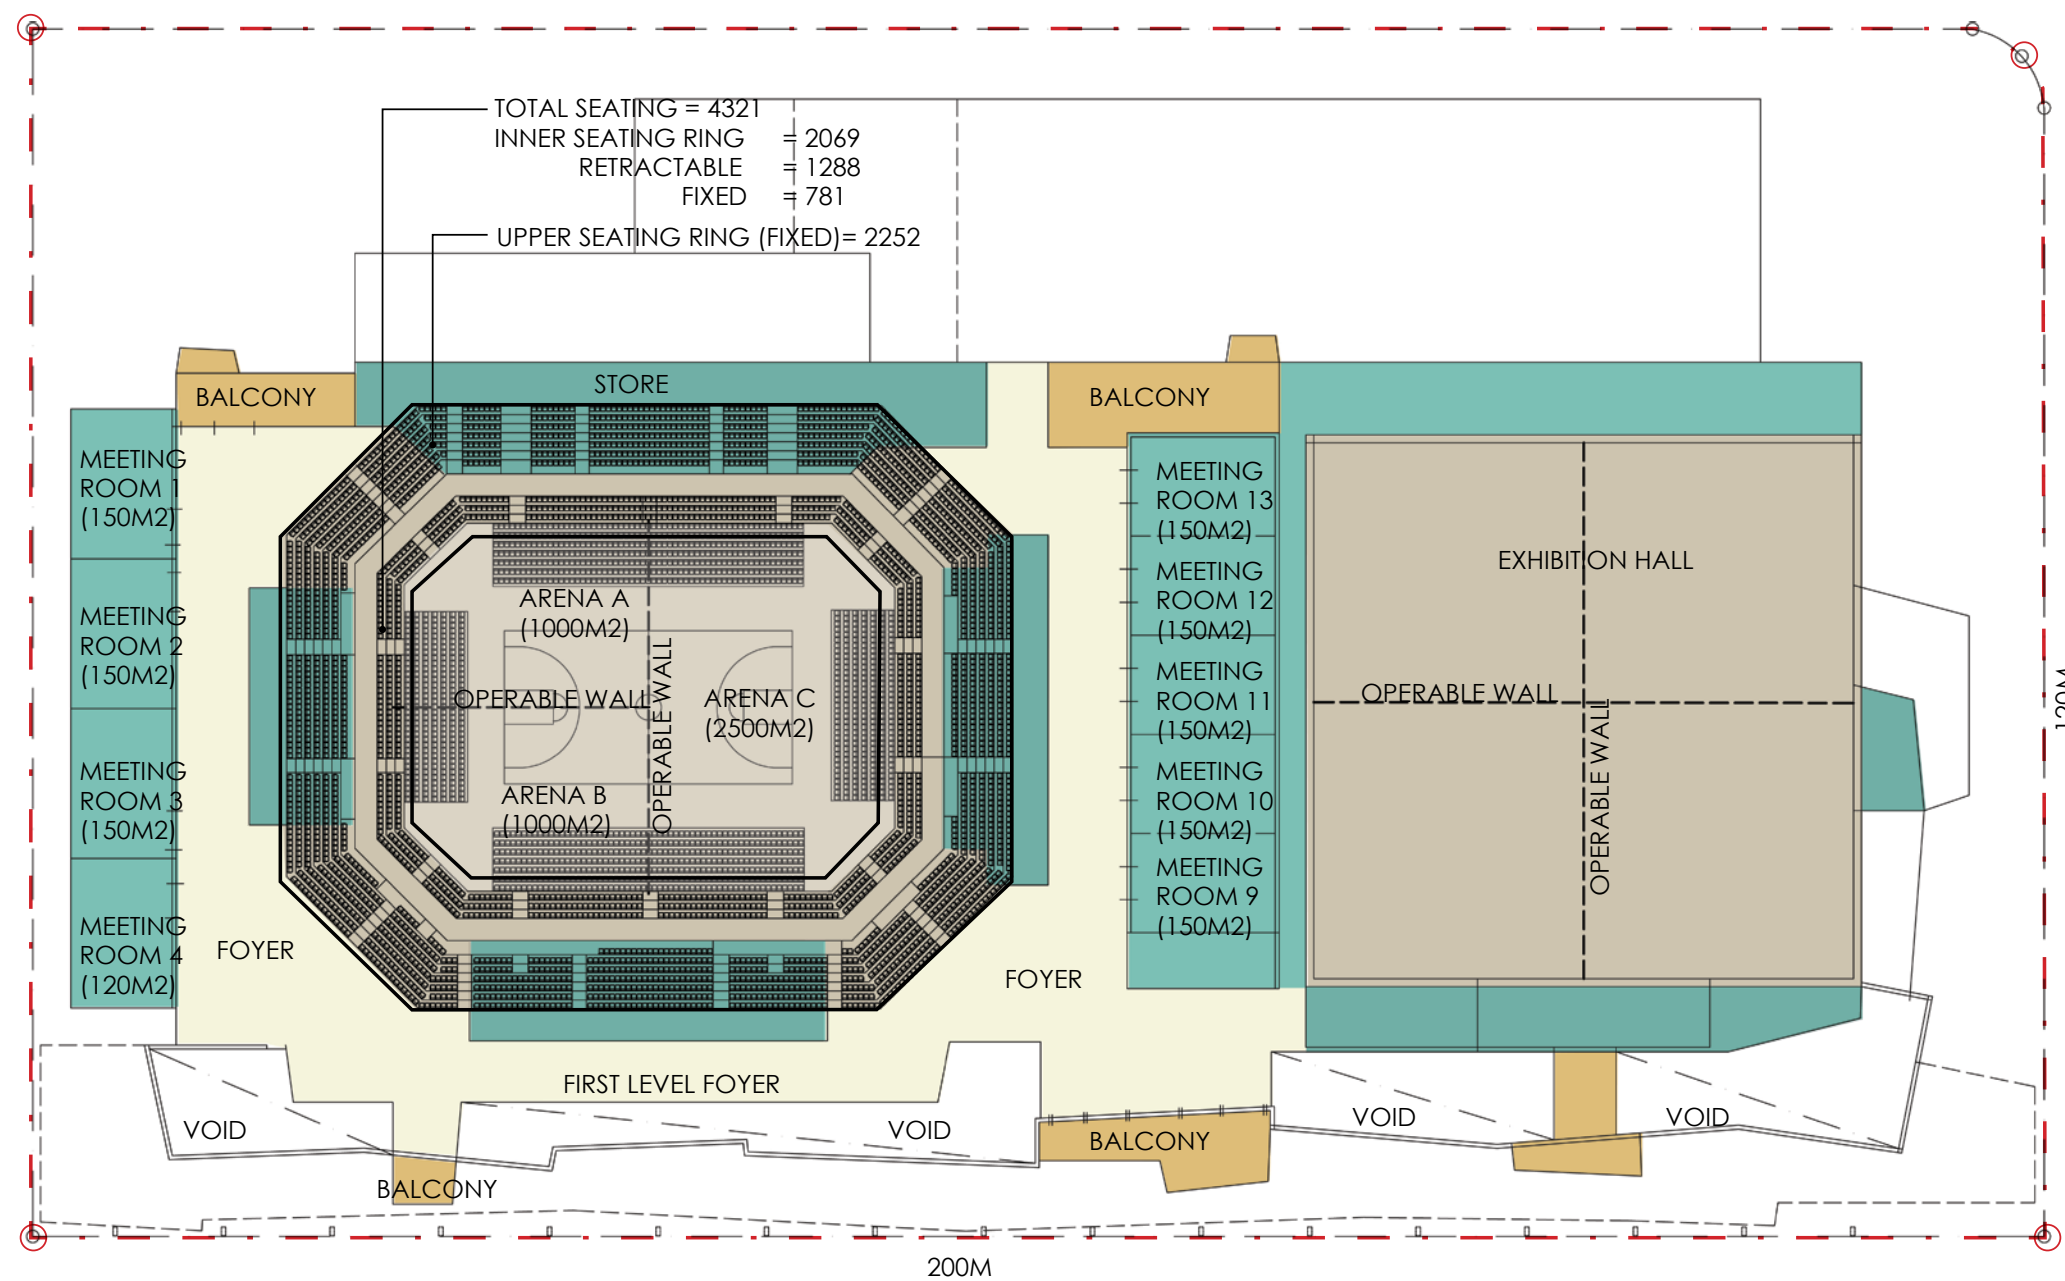 TOTAL SEATING = 4321
INNER SEATING RING = 2069
RETRACTABLE = 1288
FIXED = 781
UPPER SEATING RING (FIXED)= 2252
BALCONY
STORE
BALCONY
MEETING
ROOM 1
(150M2)
MEETING
ROOM 2
(150M2)
MEETING
ROOM 3
(150M2)
MEETING
ROOM 4
(120M2)
FOYER
ARENA A
(1000M2)
OPERABLE WALL
OPERABLE WALL
ARENA C
(2500M2)
ARENA B
(1000M2)
MEETING
ROOM 13
(150M2)
MEETING
ROOM 12
(150M2)
MEETING
ROOM 11
(150M2)
MEETING
ROOM 10
(150M2)
MEETING
ROOM 9
(150M2)
FOYER
EXHIBITION HALL
OPERABLE WALL
OPERABLE WALL
120M
FIRST LEVEL FOYER
VOID
VOID
BALCONY
VOID
VOID
BALCONY
200M